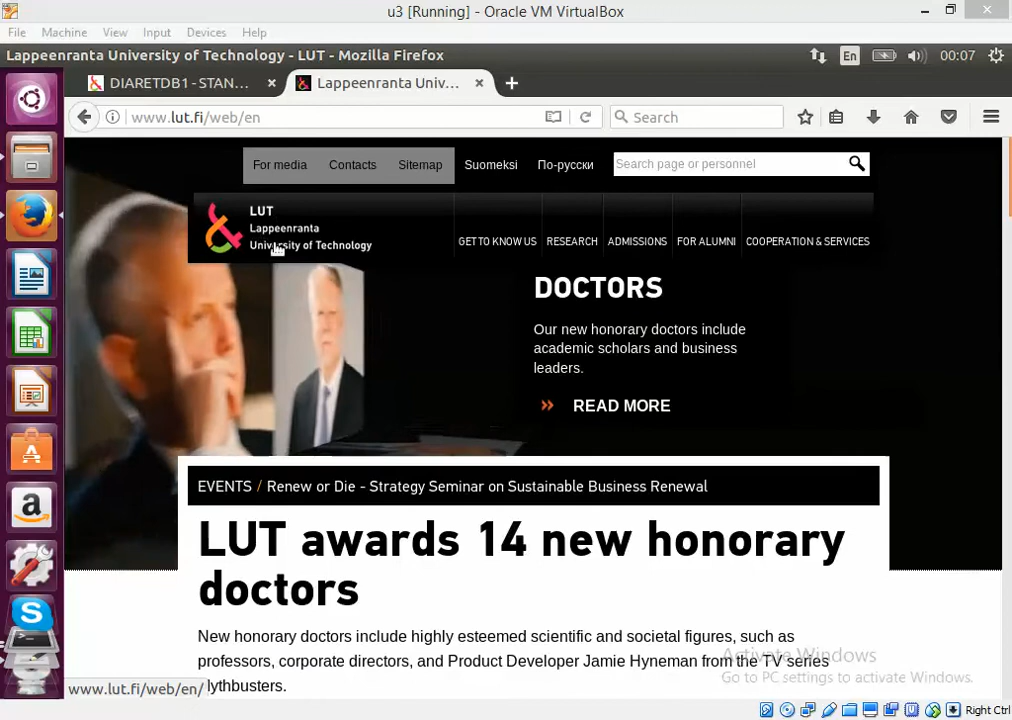 u3 [Running] - Oracle VM VirtualBox
File Machine View Input Devices Help
Lappeenranta University of Technology - LUT - Mozilla Firefox
En 00:07
DIARETDB1 - STAN...
Lappeenranta Univ...
www.lut.fi/web/en
Search
For media Contacts Sitemap Suomeksi По-русски
Search page or personnel
LUT
Lappeenranta
University of Technology
GET TO KNOW US RESEARCH ADMISSIONS FOR ALUMNI COOPERATION & SERVICES
DOCTORS
Our new honorary doctors include
academic scholars and business
leaders.
READ MORE
EVENTS / Renew or Die - Strategy Seminar on Sustainable Business Renewal
LUT awards 14 new honorary
doctors
New honorary doctors include highly esteemed scientific and societal figures, such as
professors, corporate directors, and Product Developer Jamie Hyneman from the TV series
lythbusters.
Activate Windows
Go to PC settings to activate Windows.
www.lut.fi/web/en/
Right Ctrl